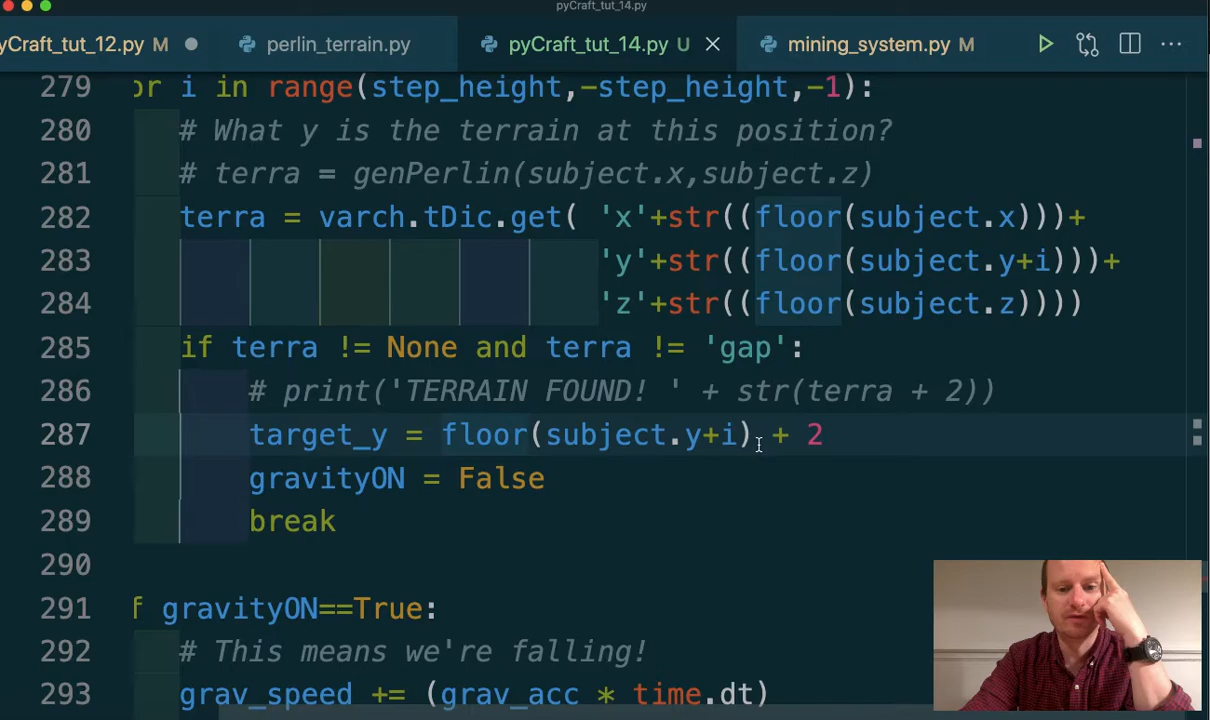 pyCraft_tut_14.py
yCraft_tut_12.py M perlin_terrain.py pyCraft_tut_14.py U mining_system.py M
279 or i in range(step_height,-step_height,-1):
280 # What y is the terrain at this position?
281 # terra = genPerlin(subject.x,subject.z)
282 terra = varch.tDic.get( 'x'+str((floor(subject.x)))+
283 'y'+str((floor(subject.y+i)))+
284 'z'+str((floor(subject.z))))
285 if terra != None and terra != 'gap':
286 # print('TERRAIN FOUND! ' + str(terra + 2))
287 target_y = floor(subject.y+i) + 2
288 gravityON = False
289 break
290
291 f gravityON==True:
292 # This means we're falling!
293 grav_speed += (grav_acc * time.dt)